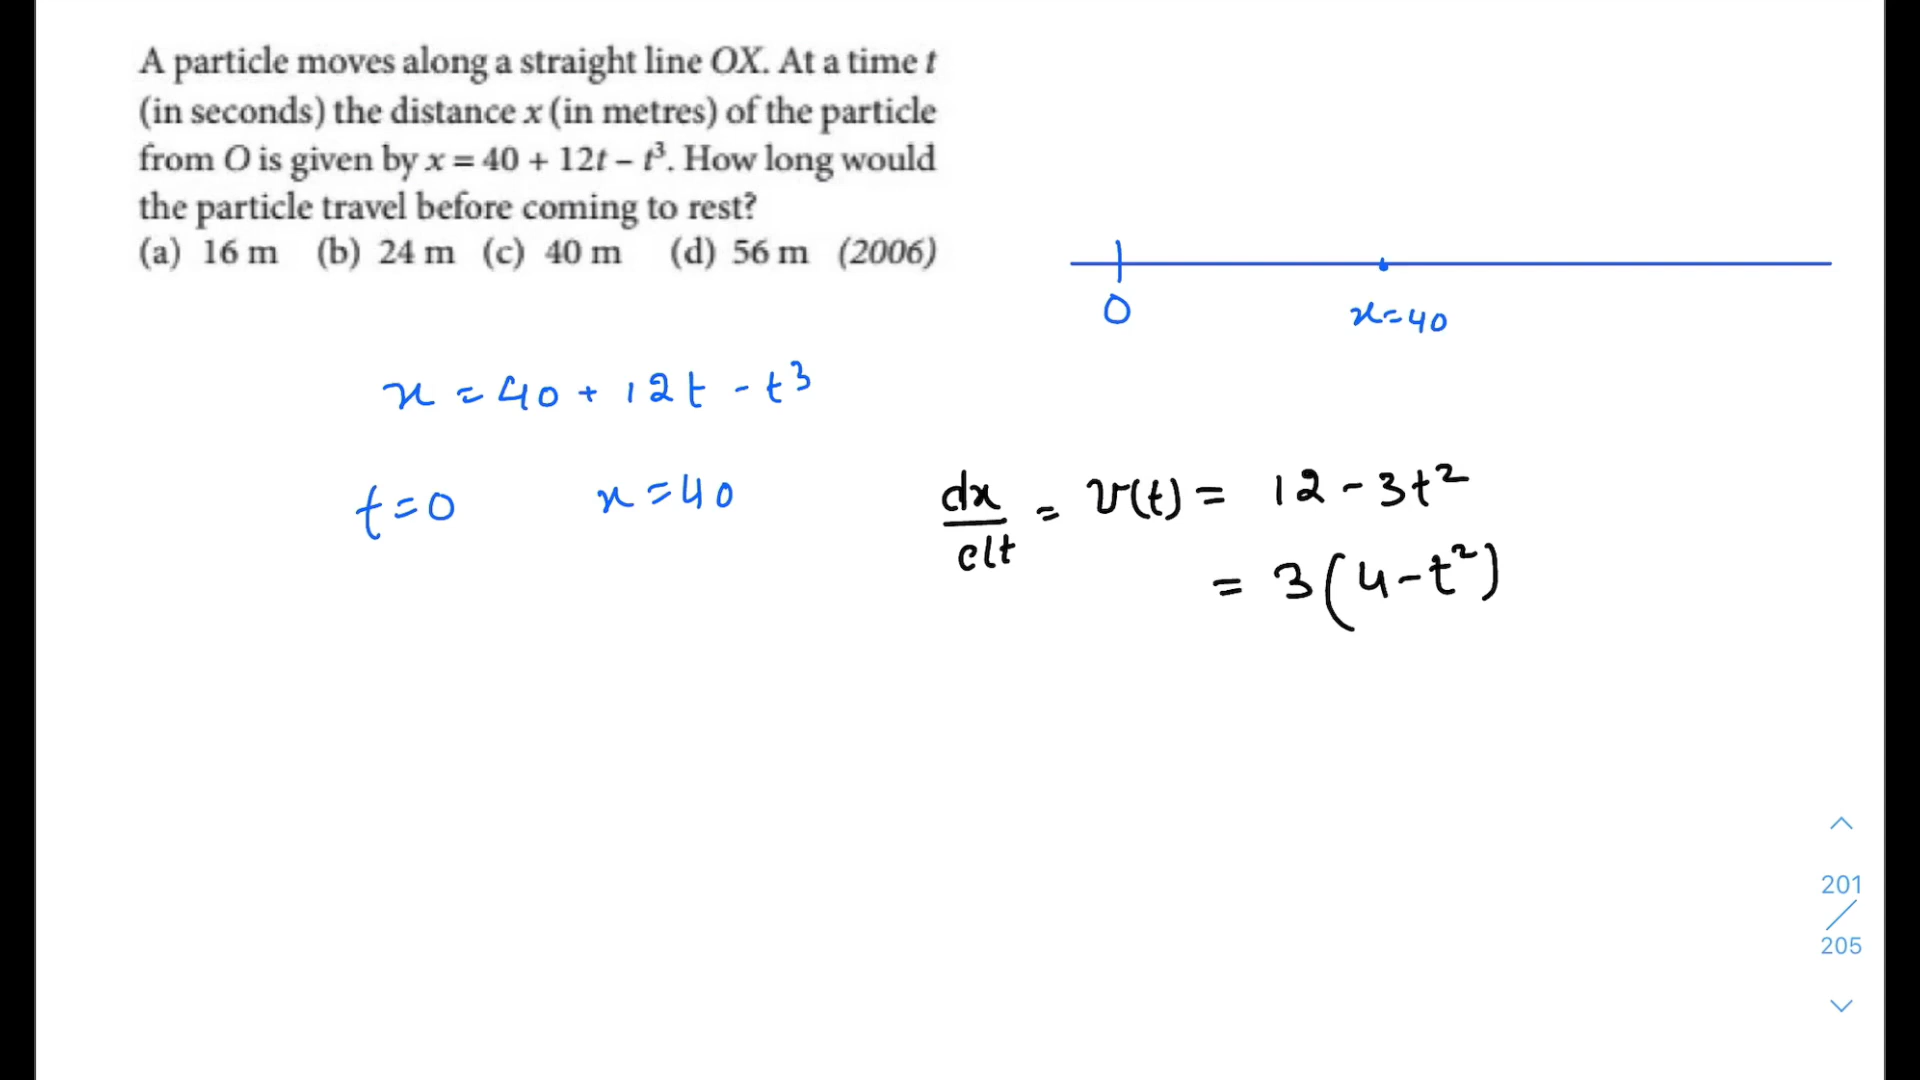 A particle moves along a straight line OX. At a time t
(in seconds) the distance x (in metres) of the particle
from O is given by x = 40 + 12t – t³. How long would
the particle travel before coming to rest?
(a) 16 m (b) 24 m (c) 40 m (d) 56 m (2006)
0
x=40
x = 40 + 12t - t³
t=0 x=40
dx/dt = v(t) = 12 - 3t²
= 3(4-t²)
201
/
205